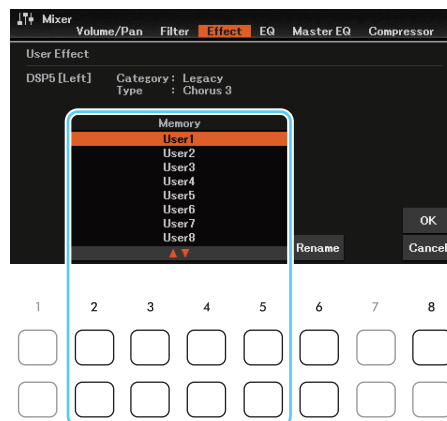 Mixer
Volume/Pan Filter Effect EQ Master EQ Compressor
User Effect
DSP5 [Left] Category : Legacy
Type : Chorus 3
Memory
User1
User2
User3
User4
User5
User6
User7
User8
OK
Rename Cancel
1 2 3 4 5 6 7 8